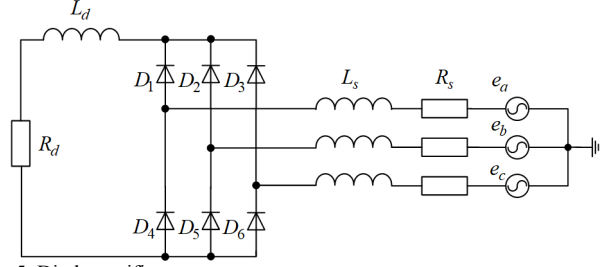 L_d
D_1 D_2 D_3 L_s R_s e_a
R_d e_b
e_c
D_4 D_5 D_6